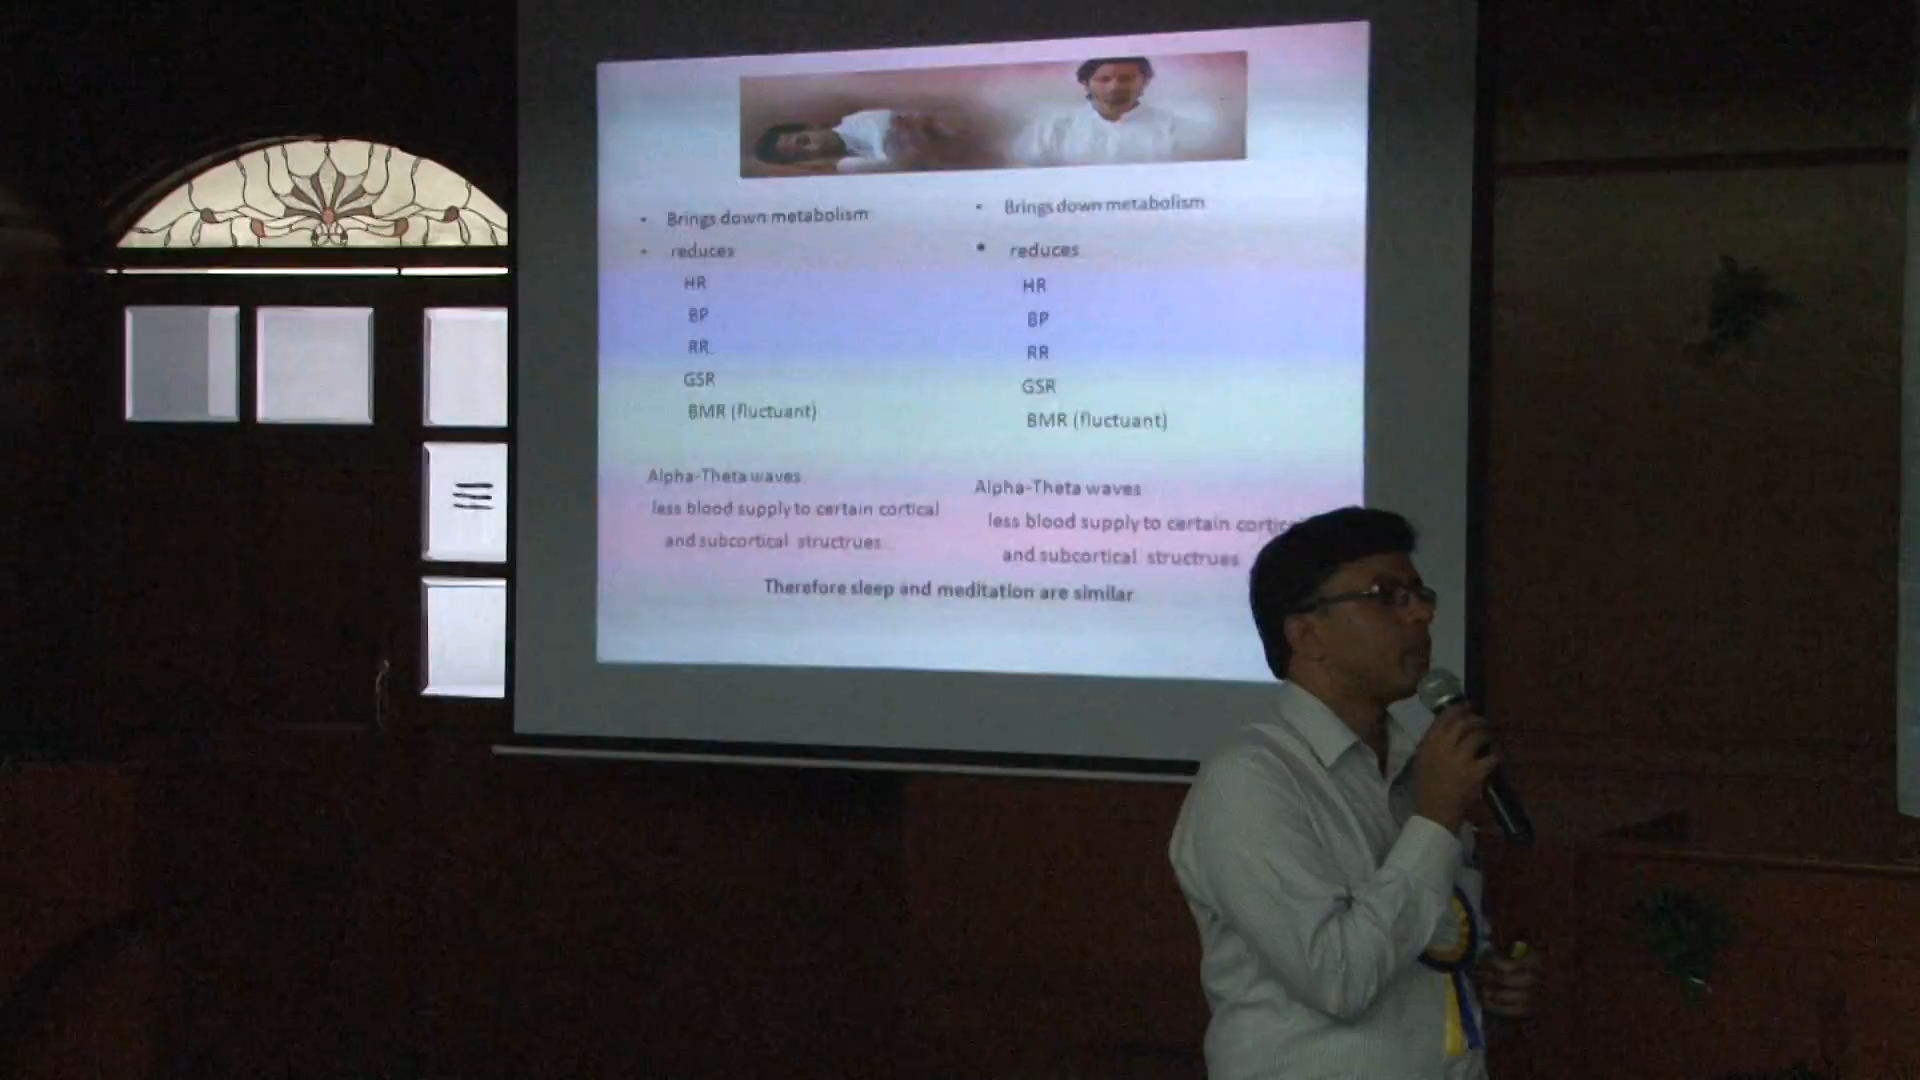 Brings down metabolism
reduces
HR
BP
RR
GSR
BMR (fluctuant)
Alpha-Theta waves
less blood supply to certain cortical
and subcortical structrues
Brings down metabolism
reduces
HR
BP
RR
GSR
BMR (fluctuant)
Alpha-Theta waves
less blood supply to certain
and subcortical structrues
Therefore sleep and meditation are similar